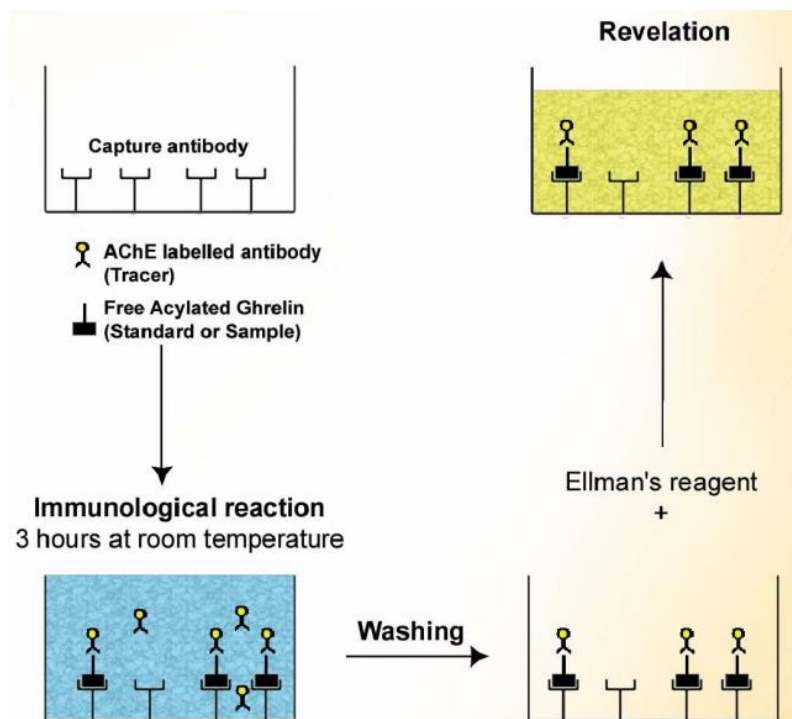 Capture antibody
AChE labelled antibody
(Tracer)
Free Acylated Ghrelin
(Standard or Sample)
Immunological reaction
3 hours at room temperature
Washing
Ellman's reagent
+
Revelation